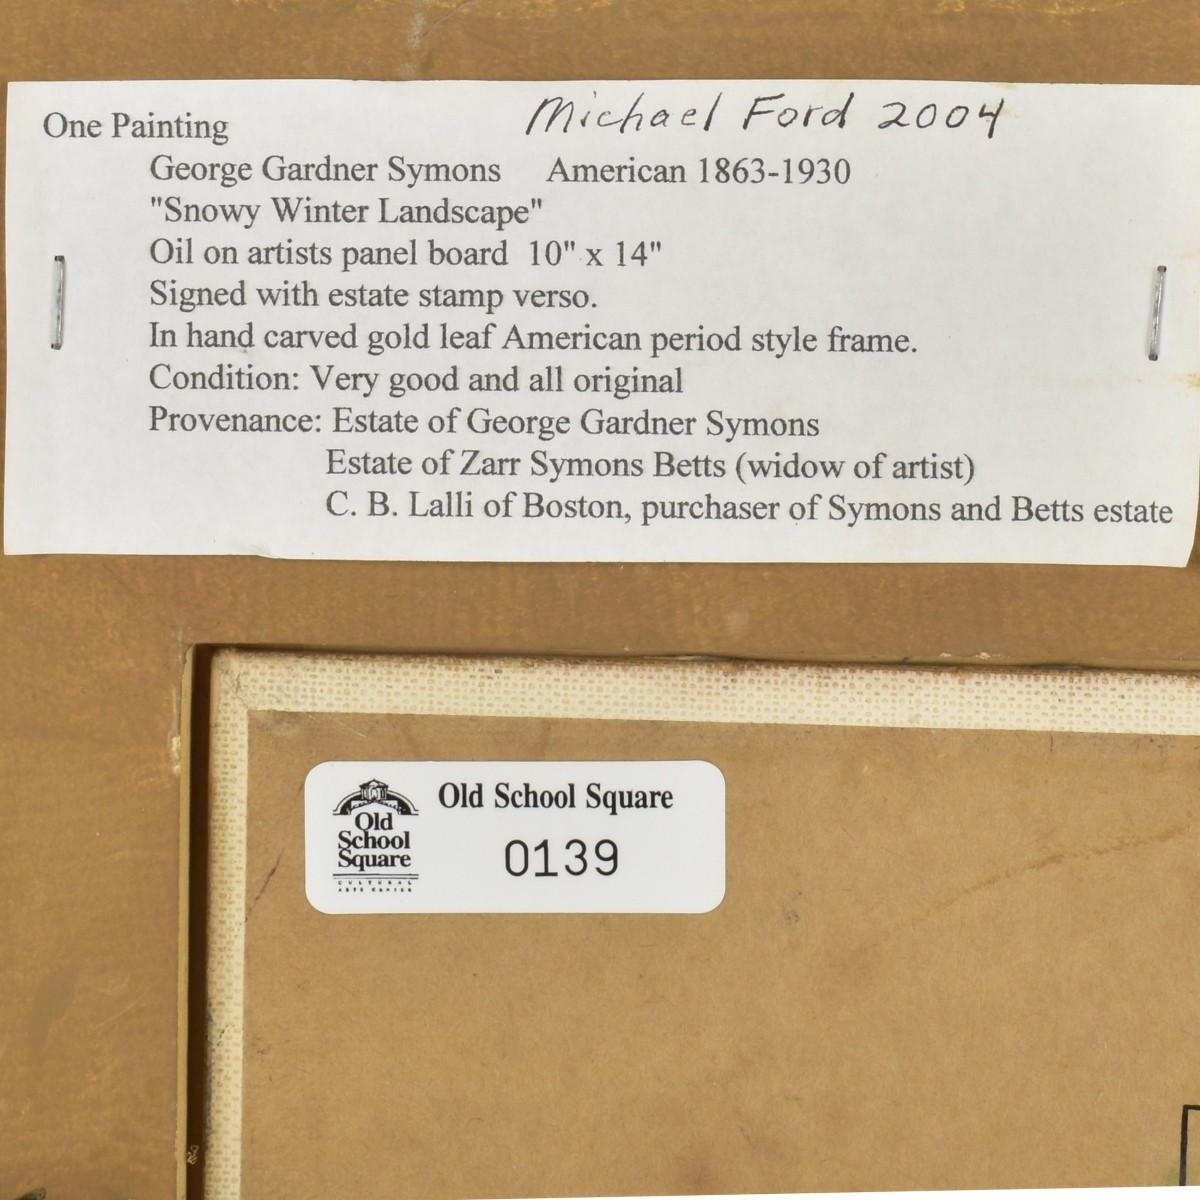 Michael Ford 2004
One Painting
George Gardner Symons American 1863-1930
"Snowy Winter Landscape"
Oil on artists panel board 10" x 14"
Signed with estate stamp verso.
In hand carved gold leaf American period style frame.
Condition: Very good and all original
Provenance: Estate of George Gardner Symons
Estate of Zarr Symons Betts (widow of artist)
C. B. Lalli of Boston, purchaser of Symons and Betts estate
Old School Square
0139
Old
School
Square
CULTURAL
ARTS CENTER